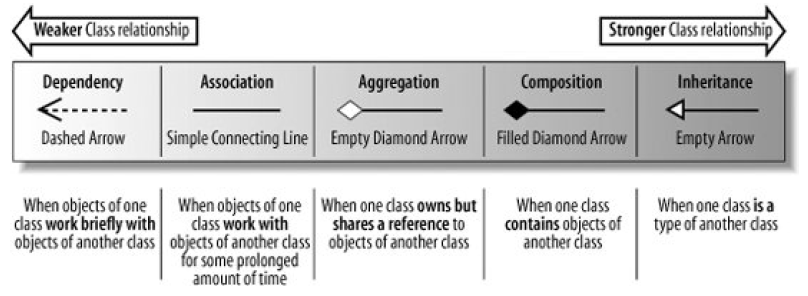 Weaker Class relationship
Stronger Class relationship
Dependency
Association
Aggregation
Composition
Inheritance
Dashed Arrow
Simple Connecting Line
Empty Diamond Arrow
Filled Diamond Arrow
Empty Arrow
When objects of one
class work briefly with
objects of another class
When objects of one
class work with
objects of another class
for some prolonged
amount of time
When one class owns but
shares a reference to
objects of another class
When one class
contains objects of
another class
When one class is a
type of another class